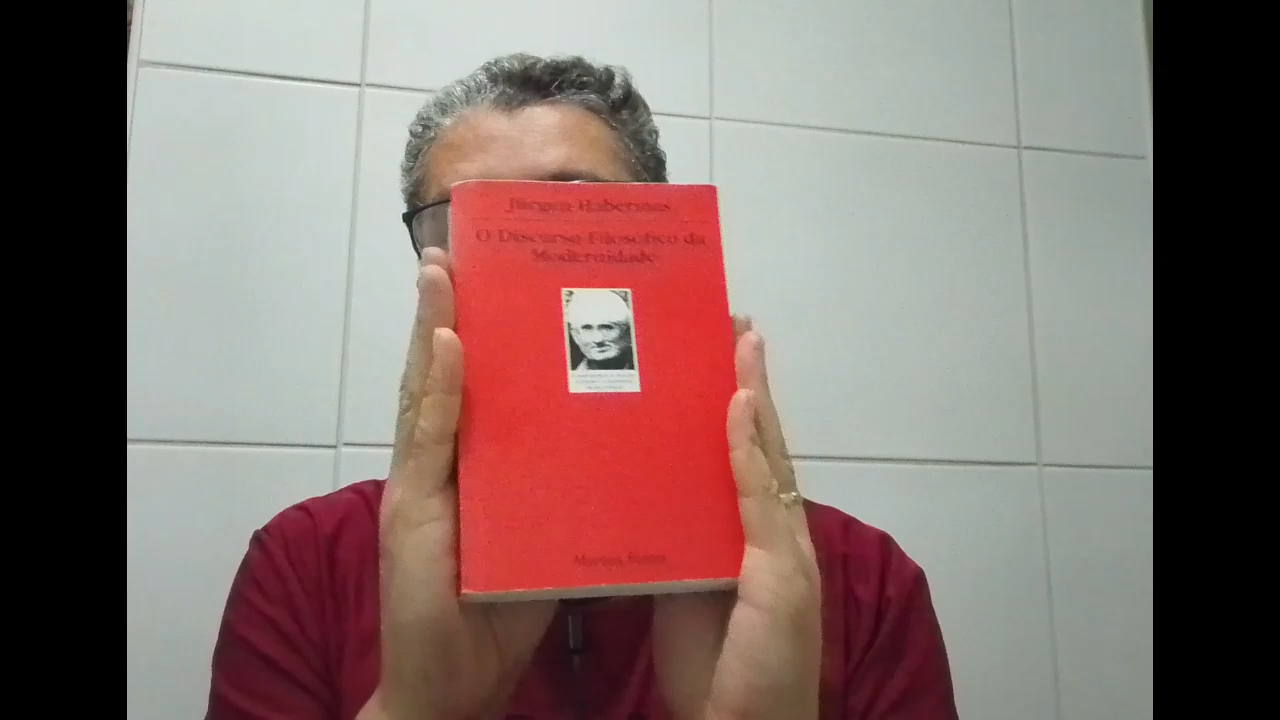 Jürgen Habermas
O Discurso Filosófico da
Modernidade
Martins Fontes